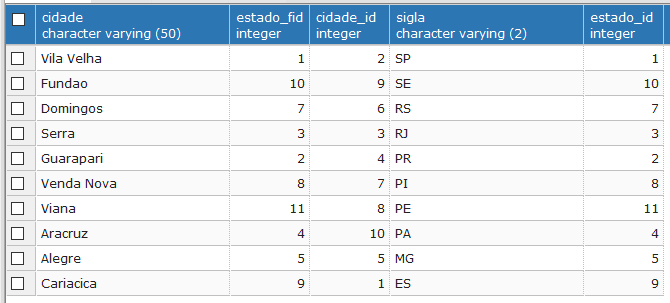 cidade estado_fid cidade_id sigla estado_id
character varying (50) integer integer character varying (2) integer
Vila Velha 1 2 SP 1
Fundao 10 9 SE 10
Domingos 7 6 RS 7
Serra 3 3 RJ 3
Guarapari 2 4 PR 2
Venda Nova 8 7 PI 8
Viana 11 8 PE 11
Aracruz 4 10 PA 4
Alegre 5 5 MG 5
Cariacica 9 1 ES 9